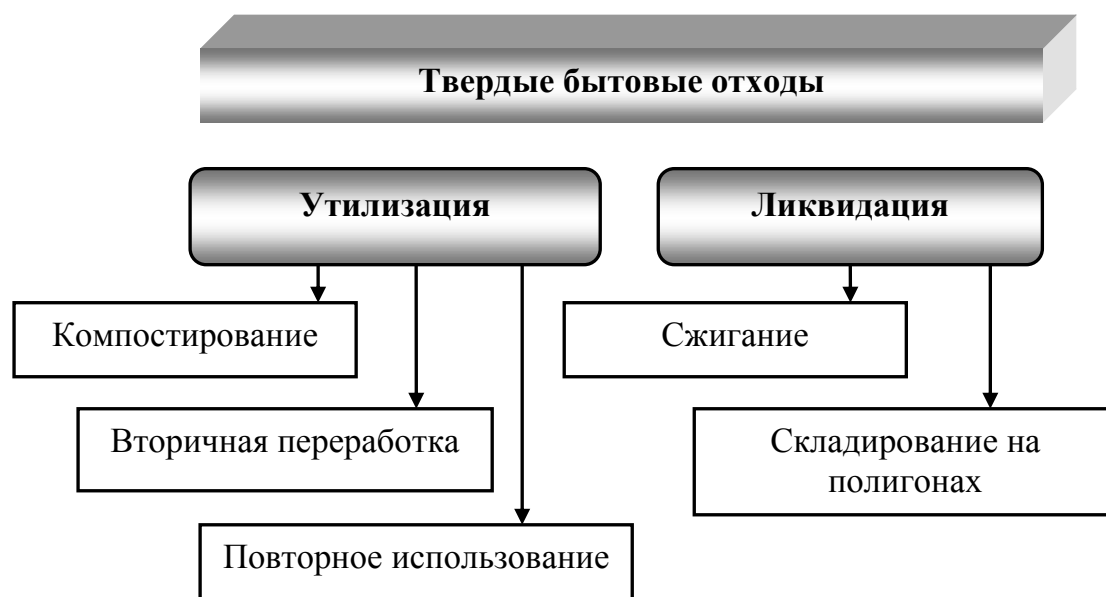 Твердые бытовые отходы
Утилизация
Ликвидация
Компостирование
Сжигание
Вторичная переработка
Складирование на
полигонах
Повторное использование